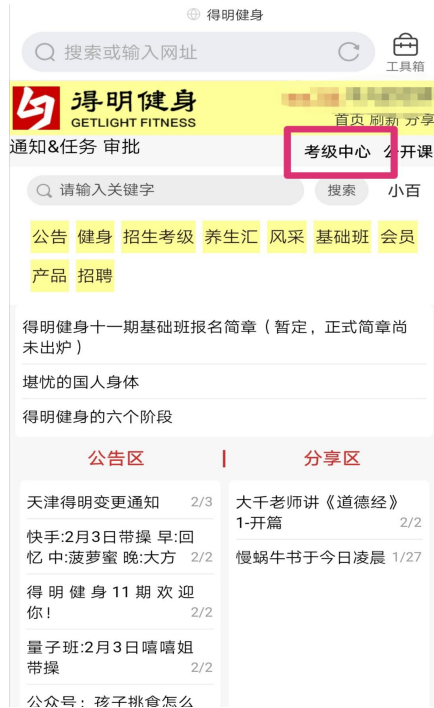 得明健身
搜索或输入网址
工具箱
得明健身
GETLIGHT FITNESS
首页 刷新 分享
通知&任务 审批
考级中心 公开课
请输入关键字
搜索
小百
公告 健身 招生考级 养生汇 风采 基础班 会员
产品 招聘
得明健身十一期基础班报名简章（暂定，正式简章尚
未出炉）
堪忧的国人身体
得明健身的六个阶段
公告区
分享区
天津得明变更通知 2/3
快手:2月3日带操 早:回
忆 中:菠萝蜜 晚:大方 2/2
得明健身11期欢迎
你！ 2/2
量子班:2月3日嘻嘻姐
带操 2/2
公众号：孩子挑食怎么
大千老师讲《道德经》
1-开篇 2/2
慢蜗牛书于今日凌晨 1/27